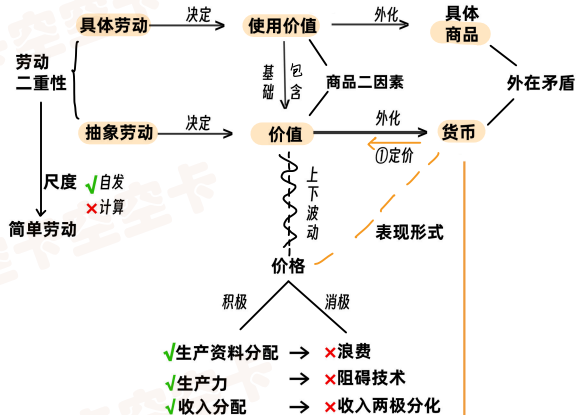 具体劳动
决定
使用价值
外化
具体
商品
劳动
二重性
基础
包含
商品二因素
外在矛盾
抽象劳动
决定
价值
外化
货币
①定价
尺度
√自发
×计算
上下波动
简单劳动
表现形式
价格
积极
消极
√生产资料分配
×浪费
√生产力
×阻碍技术
√收入分配
×收入两极分化